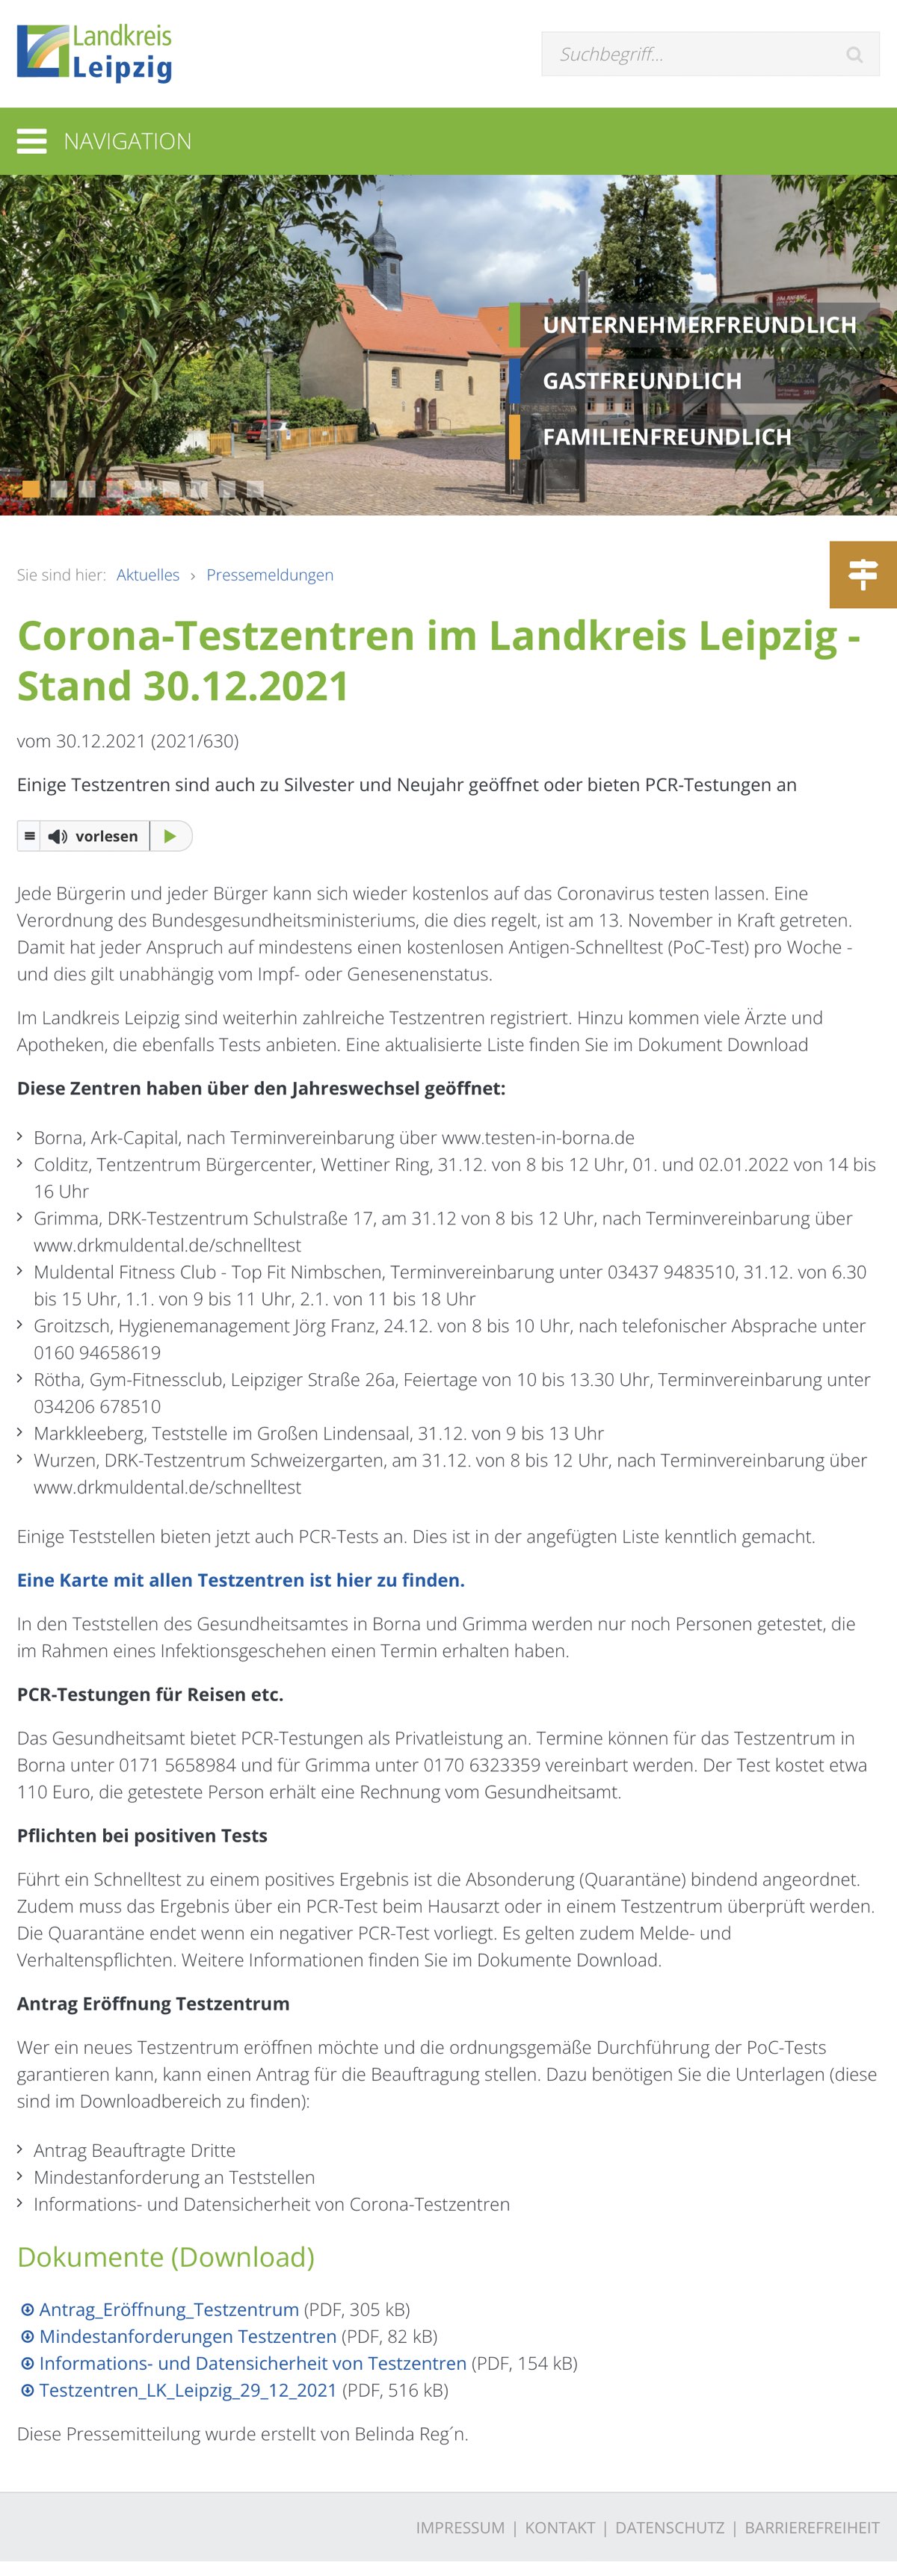 Landkreis
Leipzig
Suchbegriff...
NAVIGATION
UNTERNEHMERFREUNDLICH
GASTFREUNDLICH
FAMILIENFREUNDLICH
Sie sind hier: Aktuelles › Pressemeldungen
Corona-Testzentren im Landkreis Leipzig -
Stand 30.12.2021
vom 30.12.2021 (2021/630)
Einige Testzentren sind auch zu Silvester und Neujahr geöffnet oder bieten PCR-Testungen an
vorlesen
Jede Bürgerin und jeder Bürger kann sich wieder kostenlos auf das Coronavirus testen lassen. Eine
Verordnung des Bundesgesundheitsministeriums, die dies regelt, ist am 13. November in Kraft getreten.
Damit hat jeder Anspruch auf mindestens einen kostenlosen Antigen-Schnelltest (PoC-Test) pro Woche -
und dies gilt unabhängig vom Impf- oder Genesenenstatus.
Im Landkreis Leipzig sind weiterhin zahlreiche Testzentren registriert. Hinzu kommen viele Ärzte und
Apotheken, die ebenfalls Tests anbieten. Eine aktualisierte Liste finden Sie im Dokument Download
Diese Zentren haben über den Jahreswechsel geöffnet:
› Borna, Ark-Capital, nach Terminvereinbarung über www.testen-in-borna.de
› Colditz, Tentzentrum Bürgercenter, Wettiner Ring, 31.12. von 8 bis 12 Uhr, 01. und 02.01.2022 von 14 bis
16 Uhr
› Grimma, DRK-Testzentrum Schulstraße 17, am 31.12 von 8 bis 12 Uhr, nach Terminvereinbarung über
www.drkmuldental.de/schnelltest
› Muldental Fitness Club - Top Fit Nimbschen, Terminvereinbarung unter 03437 9483510, 31.12. von 6.30
bis 15 Uhr, 1.1. von 9 bis 11 Uhr, 2.1. von 11 bis 18 Uhr
› Groitzsch, Hygienemanagement Jörg Franz, 24.12. von 8 bis 10 Uhr, nach telefonischer Absprache unter
0160 94658619
› Rötha, Gym-Fitnessclub, Leipziger Straße 26a, Feiertage von 10 bis 13.30 Uhr, Terminvereinbarung unter
034206 678510
› Markkleeberg, Teststelle im Großen Lindensaal, 31.12. von 9 bis 13 Uhr
› Wurzen, DRK-Testzentrum Schweizergarten, am 31.12. von 8 bis 12 Uhr, nach Terminvereinbarung über
www.drkmuldental.de/schnelltest
Einige Teststellen bieten jetzt auch PCR-Tests an. Dies ist in der angefügten Liste kenntlich gemacht.
Eine Karte mit allen Testzentren ist hier zu finden.
In den Teststellen des Gesundheitsamtes in Borna und Grimma werden nur noch Personen getestet, die
im Rahmen eines Infektionsgeschehen einen Termin erhalten haben.
PCR-Testungen für Reisen etc.
Das Gesundheitsamt bietet PCR-Testungen als Privatleistung an. Termine können für das Testzentrum in
Borna unter 0171 5658984 und für Grimma unter 0170 6323359 vereinbart werden. Der Test kostet etwa
110 Euro, die getestete Person erhält eine Rechnung vom Gesundheitsamt.
Pflichten bei positiven Tests
Führt ein Schnelltest zu einem positives Ergebnis ist die Absonderung (Quarantäne) bindend angeordnet.
Zudem muss das Ergebnis über ein PCR-Test beim Hausarzt oder in einem Testzentrum überprüft werden.
Die Quarantäne endet wenn ein negativer PCR-Test vorliegt. Es gelten zudem Melde- und
Verhaltenspflichten. Weitere Informationen finden Sie im Dokumente Download.
Antrag Eröffnung Testzentrum
Wer ein neues Testzentrum eröffnen möchte und die ordnungsgemäße Durchführung der PoC-Tests
garantieren kann, kann einen Antrag für die Beauftragung stellen. Dazu benötigen Sie die Unterlagen (diese
sind im Downloadbereich zu finden):
› Antrag Beauftragte Dritte
› Mindestanforderung an Teststellen
› Informations- und Datensicherheit von Corona-Testzentren
Dokumente (Download)
Antrag_Eröffnung_Testzentrum (PDF, 305 kB)
Mindestanforderungen Testzentren (PDF, 82 kB)
Informations- und Datensicherheit von Testzentren (PDF, 154 kB)
Testzentren_LK_Leipzig_29_12_2021 (PDF, 516 kB)
Diese Pressemitteilung wurde erstellt von Belinda Reg´n.
IMPRESSUM | KONTAKT | DATENSCHUTZ | BARRIEREFREIHEIT